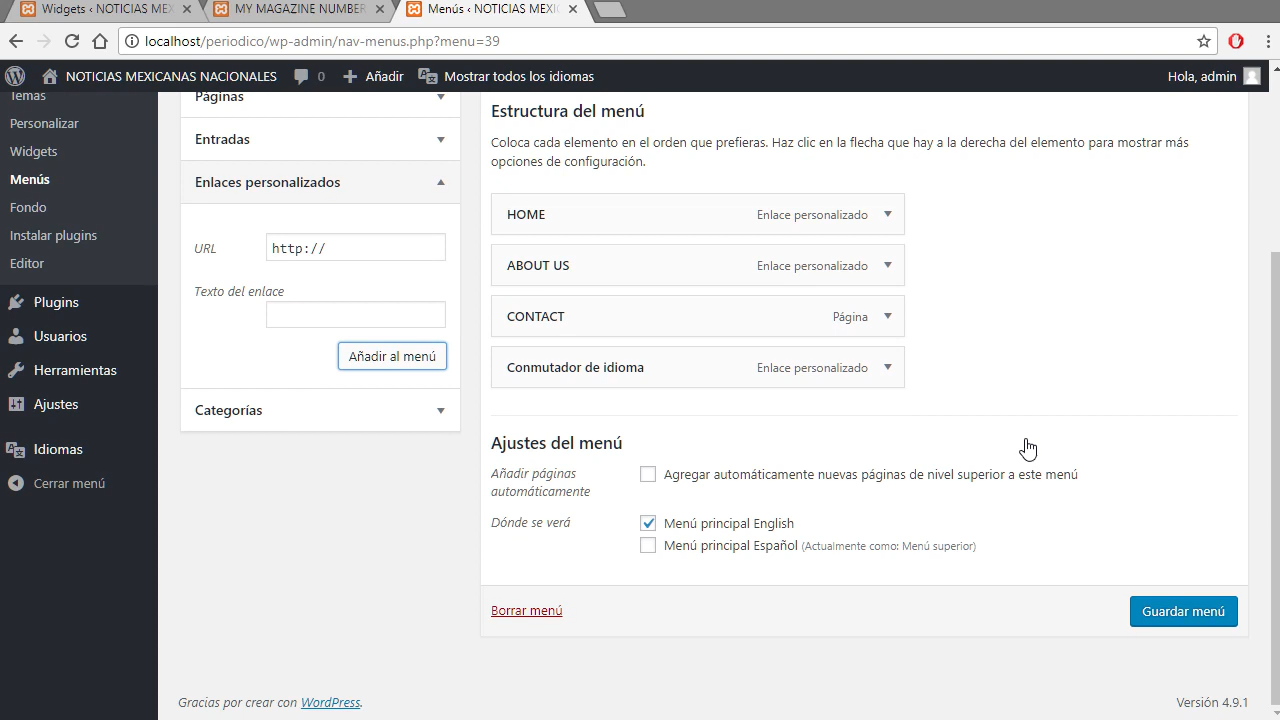 Widgets ‹ NOTICIAS MEX
MY MAGAZINE NUMBER
Menús ‹ NOTICIAS MEXI
localhost/periodico/wp-admin/nav-menus.php?menu=39
NOTICIAS MEXICANAS NACIONALES
0
Añadir
Mostrar todos los idiomas
Hola, admin
Temas
Personalizar
Widgets
Menús
Fondo
Instalar plugins
Editor
Plugins
Usuarios
Herramientas
Ajustes
Idiomas
Cerrar menú
Páginas
Entradas
Enlaces personalizados
URL
http://
Texto del enlace
Añadir al menú
Categorías
Estructura del menú
Coloca cada elemento en el orden que prefieras. Haz clic en la flecha que hay a la derecha del elemento para mostrar más
opciones de configuración.
HOME Enlace personalizado
ABOUT US Enlace personalizado
CONTACT Página
Conmutador de idioma Enlace personalizado
Ajustes del menú
Añadir páginas
automáticamente
Agregar automáticamente nuevas páginas de nivel superior a este menú
Dónde se verá
Menú principal English
Menú principal Español (Actualmente como: Menú superior)
Borrar menú
Guardar menú
Gracias por crear con WordPress.
Versión 4.9.1